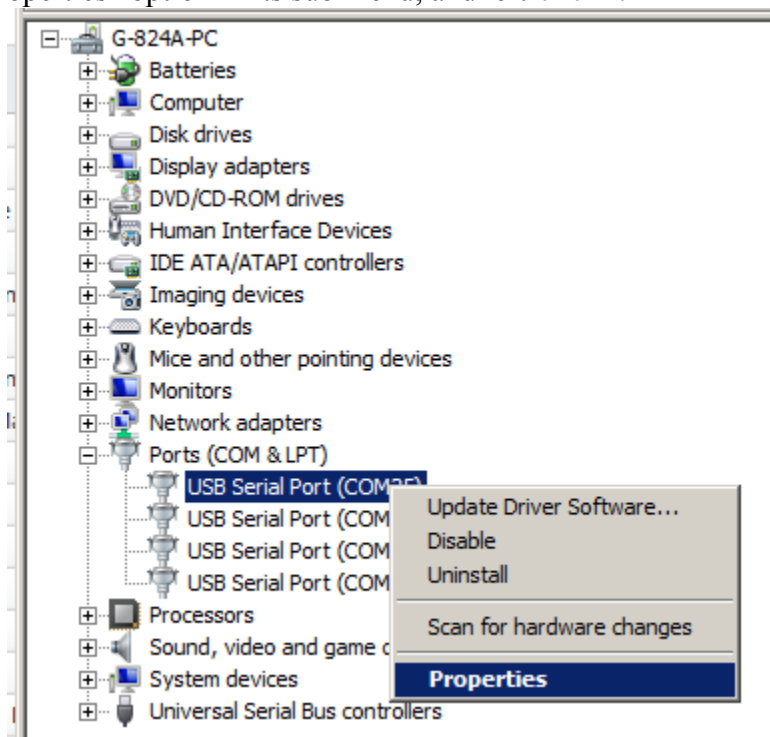 G-824A-PC
Batteries
Computer
Disk drives
Display adapters
DVD/CD-ROM drives
Human Interface Devices
IDE ATA/ATAPI controllers
Imaging devices
Keyboards
Mice and other pointing devices
Monitors
Network adapters
Ports (COM & LPT)
USB Serial Port
USB Serial Port (COM
USB Serial Port (COM
USB Serial Port (COM
Processors
Sound, video and game
System devices
Universal Serial Bus controllers
Update Driver Software...
Disable
Uninstall
Scan for hardware changes
Properties